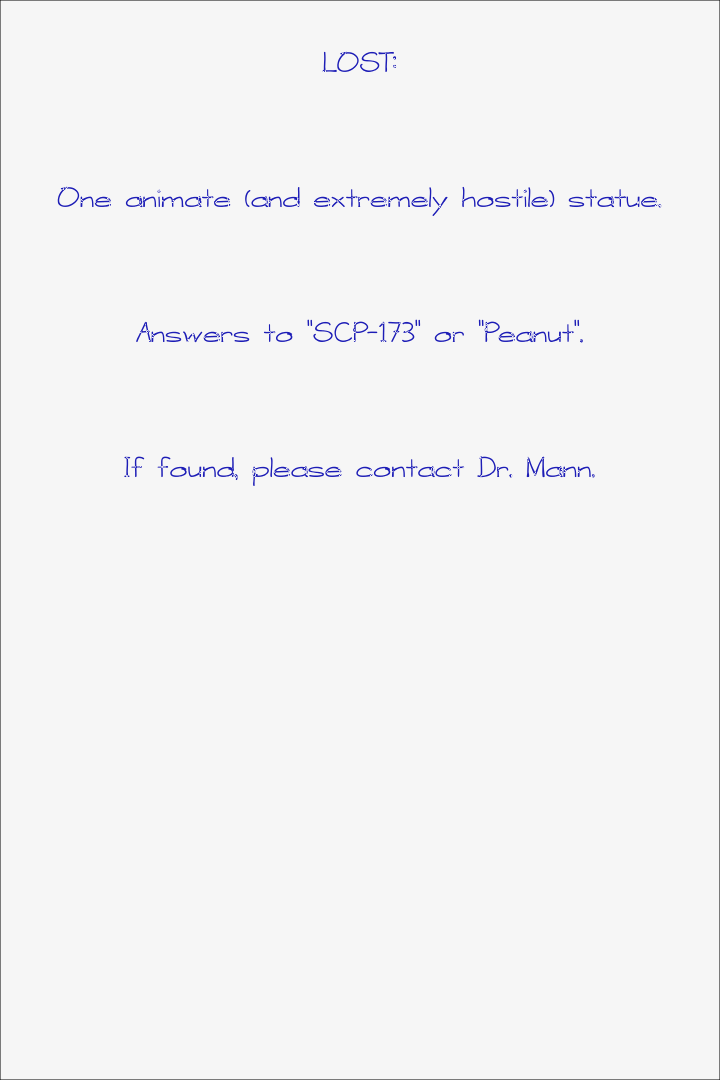 LOST:
One animate (and extremely hostile) statue.
Answers to "SCP-173" or "Peanut".
If found, please contact Dr. Mann.